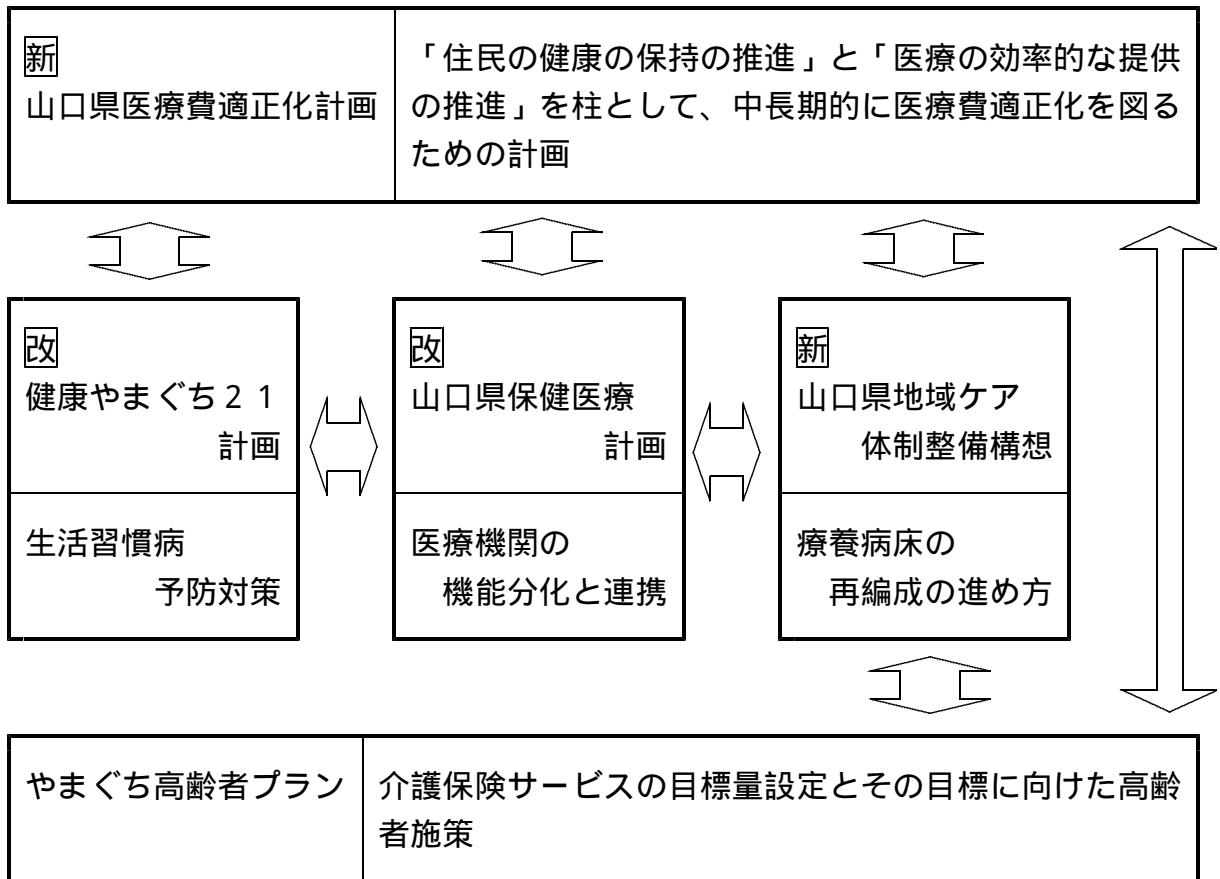 新
山口県医療費適正化計画
「住民の健康の保持の推進」と「医療の効率的な提供
の推進」を柱として、中長期的に医療費適正化を図る
ための計画
改
健康やまぐち２１
計画
生活習慣病
予防対策
改
山口県保健医療
計画
医療機関の
機能分化と連携
新
山口県地域ケア
体制整備構想
療養病床の
再編成の進め方
やまぐち高齢者プラン
介護保険サービスの目標量設定とその目標に向けた高齢
者施策